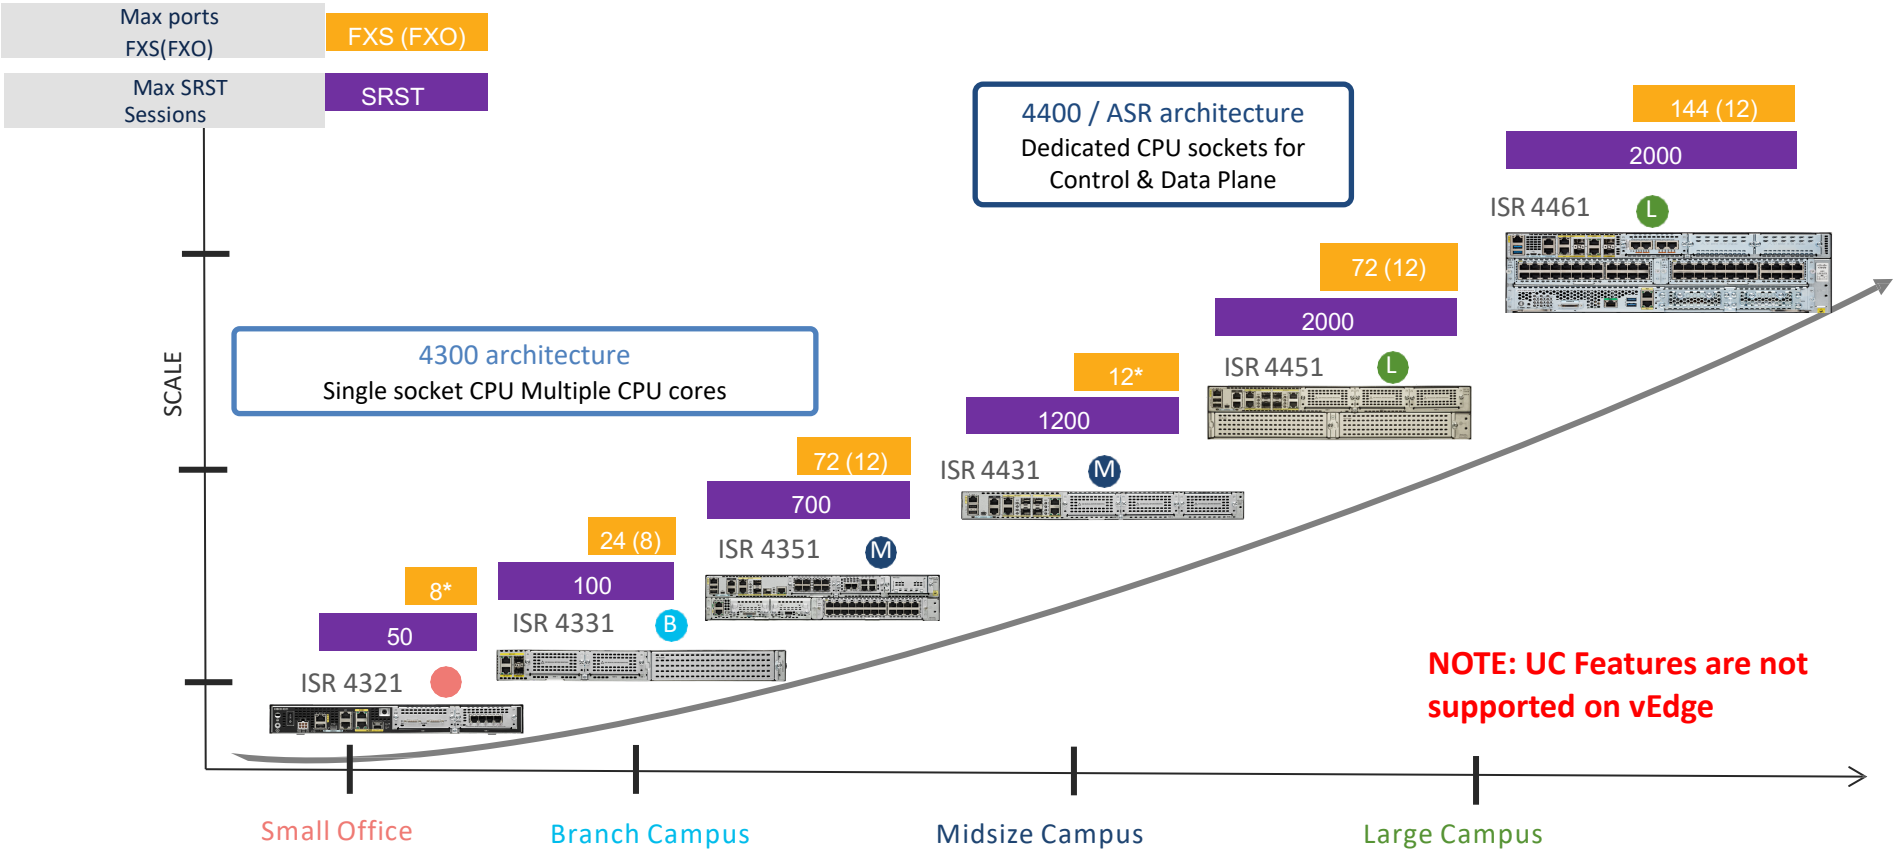 Max ports
FXS(FXO)
FXS (FXO)
Max SRST
Sessions
SRST
SCALE
4300 architecture
Single socket CPU Multiple CPU cores
4400 / ASR architecture
Dedicated CPU sockets for
Control & Data Plane
8*
50
ISR 4321
24 (8)
100
ISR 4331
B
72 (12)
700
ISR 4351
M
12*
1200
ISR 4431
M
72 (12)
2000
ISR 4451
L
144 (12)
2000
ISR 4461
L
NOTE: UC Features are not
supported on vEdge
Small Office
Branch Campus
Midsize Campus
Large Campus